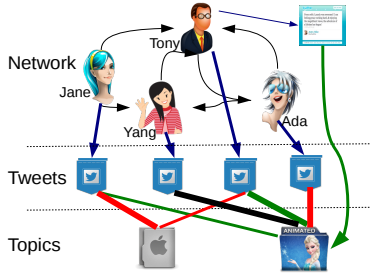 Tony
Network
Jane
Yang
Ada
Tweets
ANIMATED
Topics